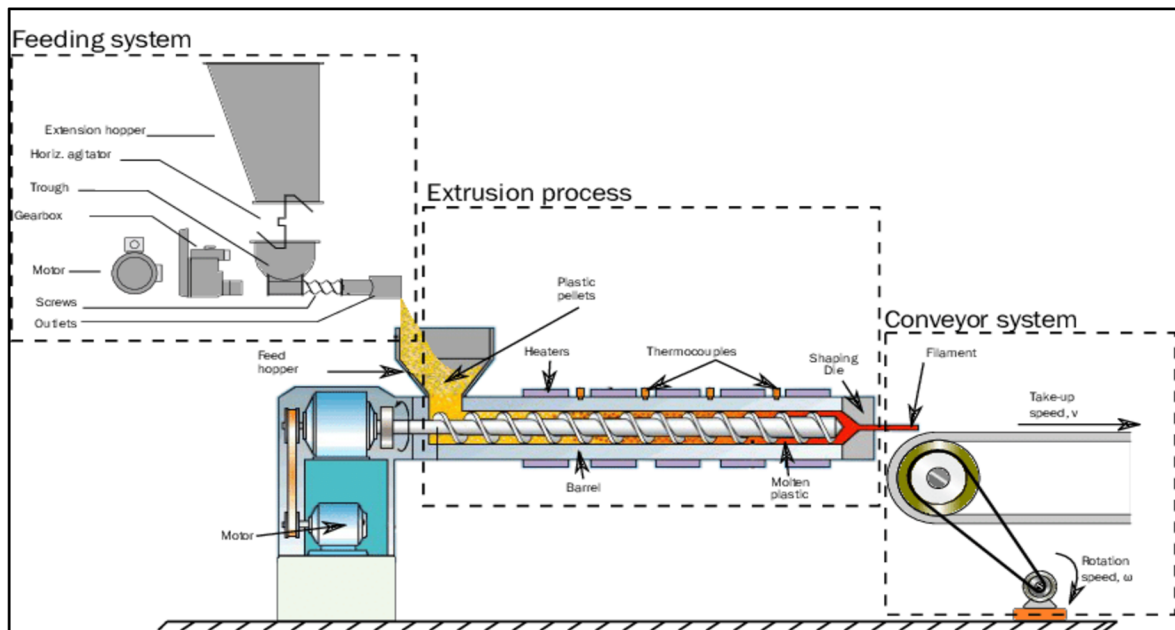 Feeding system
Extension hopper
Horiz. agitator
Trough
Gearbox
Motor
Screws
Outlets
Extrusion process
Plastic
pellets
Feed
hopper
Heaters
Thermocouples
Shaping
Die
Barrel
Molten
plastic
Motor
Conveyor system
Filament
Take-up
speed, v
Rotation
speed, ω